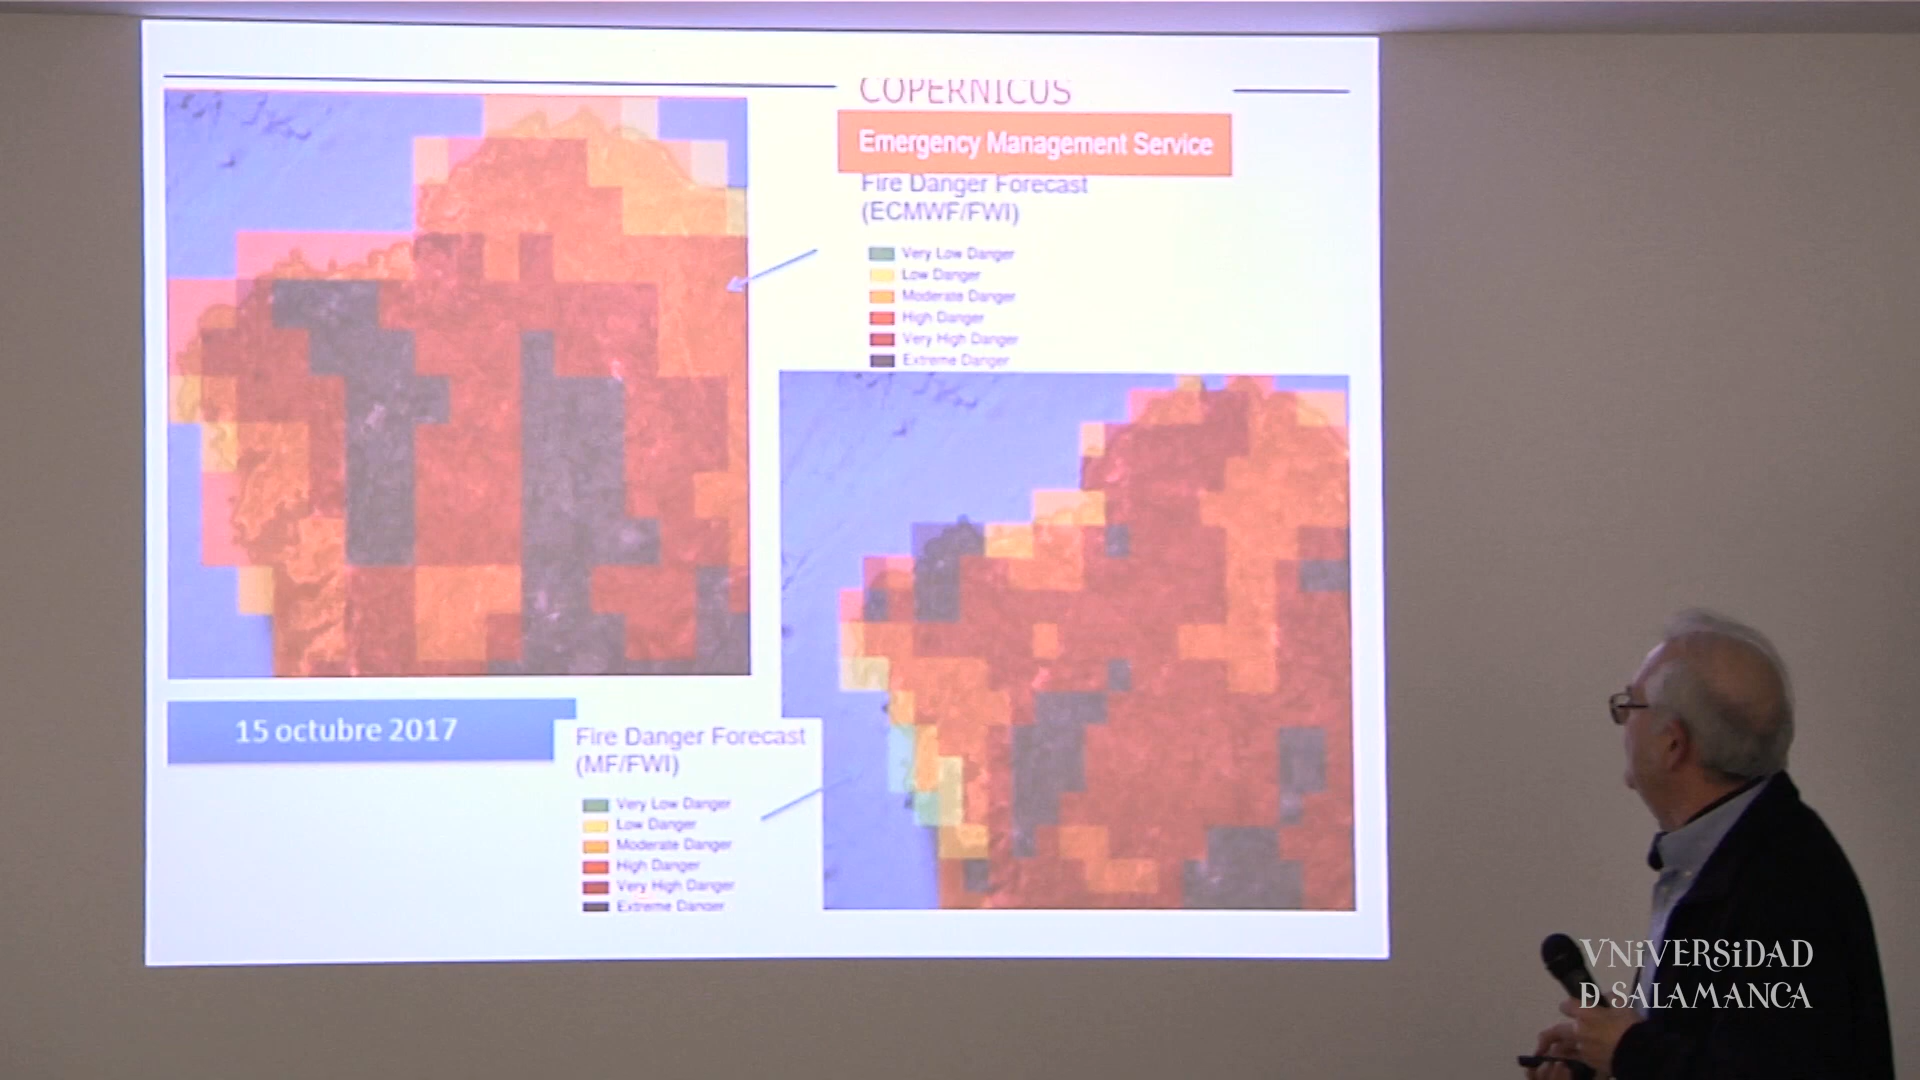 COPERNICUS
Emergency Management Service
Fire Danger Forecast
(ECMWF/FWI)
Very Low Danger
Low Danger
Moderate Danger
High Danger
Very High Danger
Extreme Danger
15 octubre 2017
Fire Danger Forecast
(MF/FWI)
Very Low Danger
Low Danger
Moderate Danger
High Danger
Very High Danger
Extreme Danger
VNiVERSiDAD
Ð SALAMANCA